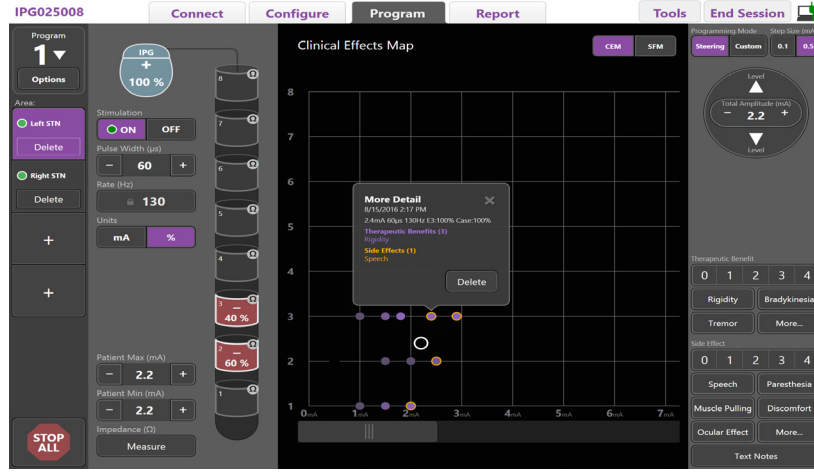 IPG025008
Connect
Configure
Program
Report
Tools
End Session
Program
1
Options
Area:
Left STN
Delete
Right STN
Delete
+
+
STOP
ALL
IPG
+
100 %
Stimulation
ON OFF
Pulse Width (µs)
− 60 +
Rate (Hz)
130
Units
mA %
Patient Max (mA)
− 2.2 +
Patient Min (mA)
− 2.2 +
Impedance (Ω)
Measure
8 Ω
7 Ω
6 Ω
5 Ω
4 Ω
3 Ω
−
40 %
2 Ω
−
60 %
1 Ω
Clinical Effects Map
CEM SFM
8
7
6
5
4
3
2
1
0mA 1mA 2mA 3mA 4mA 5mA 6mA 7mA
More Detail
8/15/2016 2:17 PM
2.4mA 60µs 130Hz E3:100% Case:100%
Therapeutic Benefits (3)
Rigidity
Side Effects (1)
Speech
Delete
Programming Mode Step Size (mA)
Steering Custom 0.1 0.5
Level
Total Amplitude (mA)
− 2.2 +
Level
Therapeutic Benefit
0 1 2 3 4
Rigidity Bradykinesia
Tremor More...
Side Effect
0 1 2 3 4
Speech Paresthesia
Muscle Pulling Discomfort
Ocular Effect More...
Text Notes